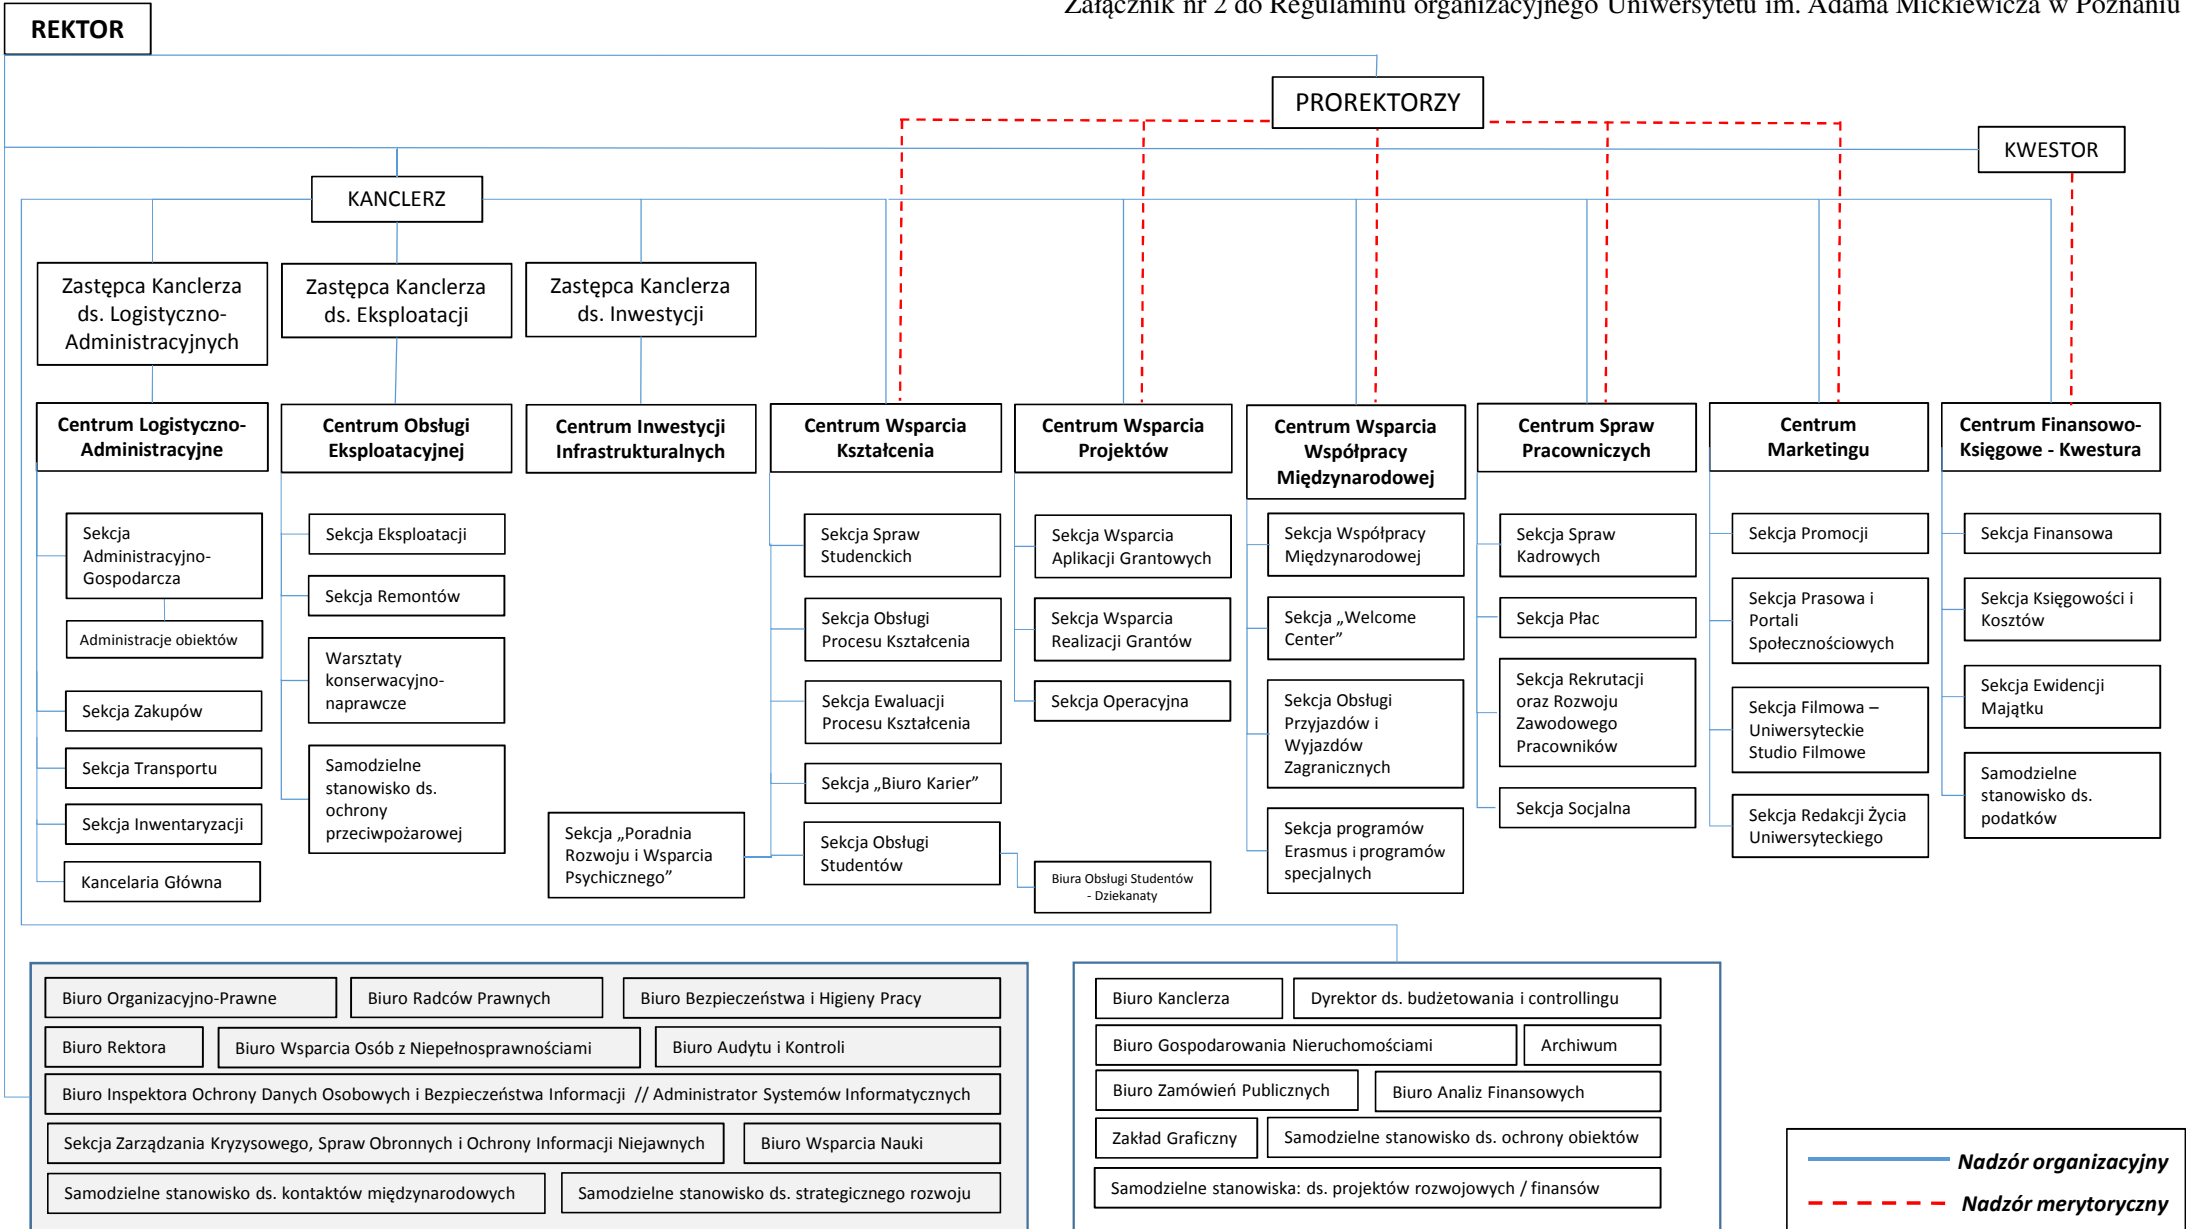 Załącznik nr 2 do Regulaminu organizacyjnego Uniwersytetu im. Adama Mickiewicza w Poznaniu
REKTOR
PROREKTORZY
KWESTOR
KANCLERZ
Zastępca Kanclerza
ds. Logistyczno-
Administracyjnych
Zastępca Kanclerza
ds. Eksploatacji
Zastępca Kanclerza
ds. Inwestycji
Centrum Logistyczno-
Administracyjne
Centrum Obsługi
Eksploatacyjnej
Centrum Inwestycji
Infrastrukturalnych
Centrum Wsparcia
Kształcenia
Centrum Wsparcia
Projektów
Centrum Wsparcia
Współpracy
Międzynarodowej
Centrum Spraw
Pracowniczych
Centrum
Marketingu
Centrum Finansowo-
Księgowe - Kwestura
Sekcja
Administracyjno-
Gospodarcza
Administracje obiektów
Sekcja Zakupów
Sekcja Transportu
Sekcja Inwentaryzacji
Kancelaria Główna
Sekcja Eksploatacji
Sekcja Remontów
Warsztaty
konserwacyjno-
naprawcze
Samodzielne
stanowisko ds.
ochrony
przeciwpożarowej
Sekcja „Poradnia
Rozwoju i Wsparcia
Psychicznego”
Sekcja Spraw
Studenckich
Sekcja Obsługi
Procesu Kształcenia
Sekcja Ewaluacji
Procesu Kształcenia
Sekcja „Biuro Karier”
Sekcja Obsługi
Studentów
Biura Obsługi Studentów
- Dziekanaty
Sekcja Wsparcia
Aplikacji Grantowych
Sekcja Wsparcia
Realizacji Grantów
Sekcja Operacyjna
Sekcja Współpracy
Międzynarodowej
Sekcja „Welcome
Center”
Sekcja Obsługi
Przyjazdów i
Wyjazdów
Zagranicznych
Sekcja programów
Erasmus i programów
specjalnych
Sekcja Spraw
Kadrowych
Sekcja Płac
Sekcja Rekrutacji
oraz Rozwoju
Zawodowego
Pracowników
Sekcja Socjalna
Sekcja Promocji
Sekcja Prasowa i
Portali
Społecznościowych
Sekcja Filmowa –
Uniwersyteckie
Studio Filmowe
Sekcja Redakcji Życia
Uniwersyteckiego
Sekcja Finansowa
Sekcja Księgowości i
Kosztów
Sekcja Ewidencji
Majątku
Samodzielne
stanowisko ds.
podatków
Biuro Organizacyjno-Prawne
Biuro Radców Prawnych
Biuro Bezpieczeństwa i Higieny Pracy
Biuro Rektora
Biuro Wsparcia Osób z Niepełnosprawnościami
Biuro Audytu i Kontroli
Biuro Inspektora Ochrony Danych Osobowych i Bezpieczeństwa Informacji // Administrator Systemów Informatycznych
Sekcja Zarządzania Kryzysowego, Spraw Obronnych i Ochrony Informacji Niejawnych
Biuro Wsparcia Nauki
Samodzielne stanowisko ds. kontaktów międzynarodowych
Samodzielne stanowisko ds. strategicznego rozwoju
Biuro Kanclerza
Dyrektor ds. budżetowania i controllingu
Biuro Gospodarowania Nieruchomościami
Archiwum
Biuro Zamówień Publicznych
Biuro Analiz Finansowych
Zakład Graficzny
Samodzielne stanowisko ds. ochrony obiektów
Samodzielne stanowiska: ds. projektów rozwojowych / finansów
Nadzór organizacyjny
Nadzór merytoryczny